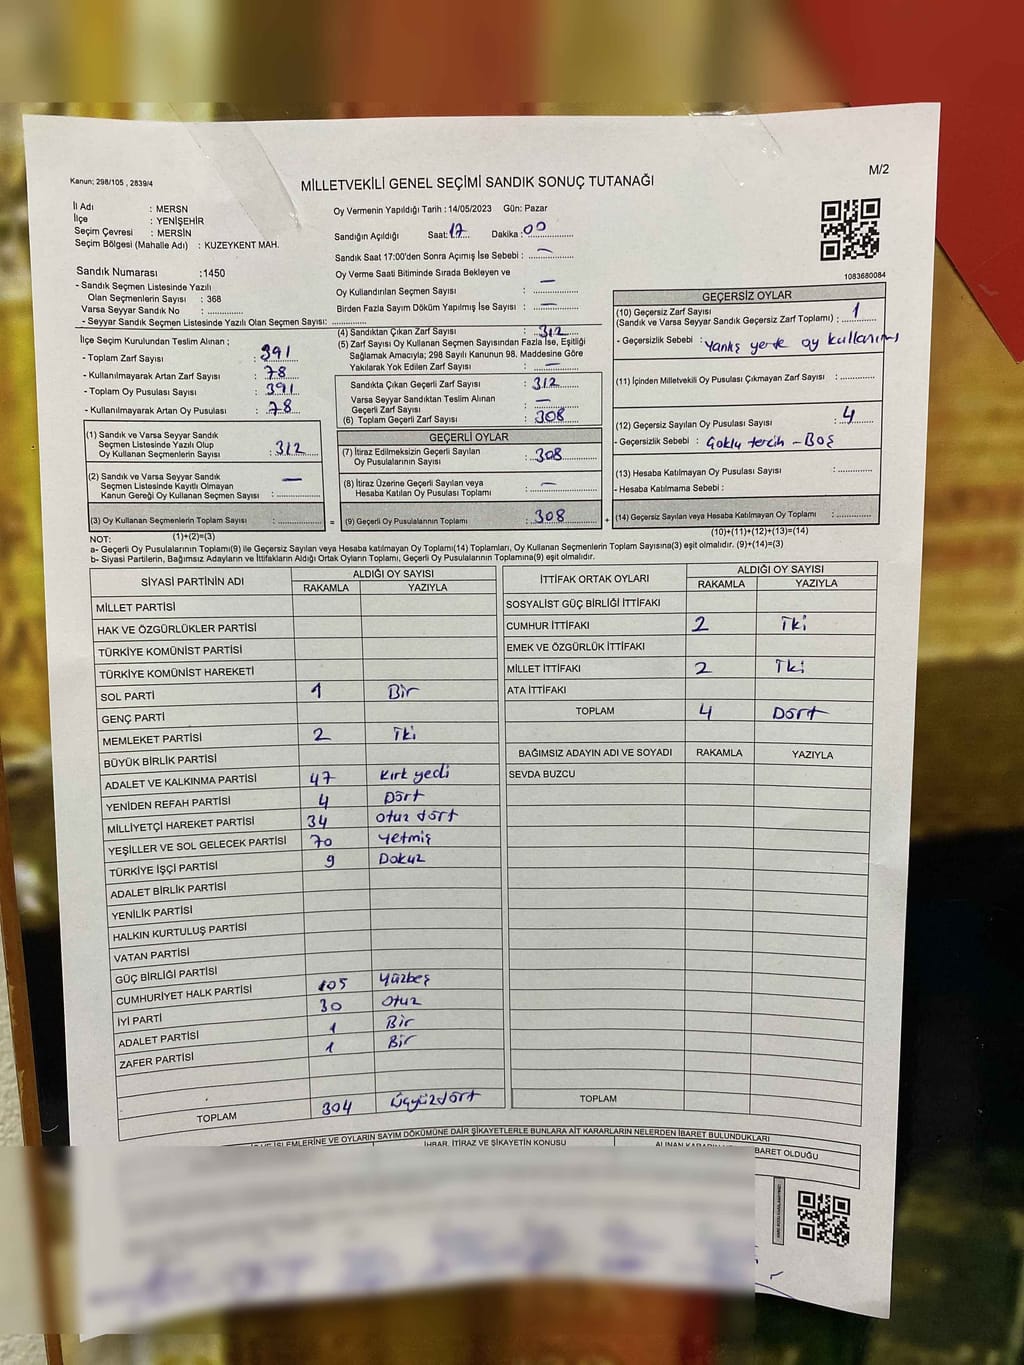 M/2
Kanun; 298/105 , 2839/4
MİLLETVEKİLİ GENEL SEÇİMİ SANDIK SONUÇ TUTANAĞI
İl Adı : MERSN
İlçe : YENİŞEHİR
Seçim Çevresi : MERSİN
Seçim Bölgesi (Mahalle Adı) : KUZEYKENT MAH.
Oy Vermenin Yapıldığı Tarih : 14/05/2023 Gün: Pazar
Sandığın Açıldığı Saat: 17 Dakika : 00
Sandık Saat 17:00'den Sonra Açımış İse Sebebi : —
Oy Verme Saati Bitiminde Sırada Bekleyen ve
Oy Kullandırılan Seçmen Sayısı : —
Birden Fazla Sayım Döküm Yapılmış İse Sayısı : —
1083680084
Sandık Numarası :1450
- Sandık Seçmen Listesinde Yazılı
Olan Seçmenlerin Sayısı : 368
Varsa Seyyar Sandık No :
- Seyyar Sandık Seçmen Listesinde Yazılı Olan Seçmen Sayısı:
İlçe Seçim Kurulundan Teslim Alınan ;
- Toplam Zarf Sayısı : 391
- Kullanılmayarak Artan Zarf Sayısı : 78
- Toplam Oy Pusulası Sayısı : 391
- Kullanılmayarak Artan Oy Pusulası : 78
(1) Sandık ve Varsa Seyyar Sandık
Seçmen Listesinde Yazılı Olup
Oy Kullanan Seçmenlerin Sayısı : 312
(2) Sandık ve Varsa Seyyar Sandık
Seçmen Listesinde Kayıtlı Olmayan
Kanun Gereği Oy Kullanan Seçmen Sayısı : —
(3) Oy Kullanan Seçmenlerin Toplam Sayısı : =
(1)+(2)=(3)
(4) Sandıktan Çıkan Zarf Sayısı : 312
(5) Zarf Sayısı Oy Kullanan Seçmen Sayısından Fazla İse, Eşitliği
Sağlamak Amacıyla; 298 Sayılı Kanunun 98. Maddesine Göre
Yakılarak Yok Edilen Zarf Sayısı : —
Sandıkta Çıkan Geçerli Zarf Sayısı : 312
Varsa Seyyar Sandıktan Teslim Alınan
Geçerli Zarf Sayısı : —
(6) Toplam Geçerli Zarf Sayısı : 308
GEÇERLİ OYLAR
(7) İtiraz Edilmeksizin Geçerli Sayılan
Oy Pusulalarının Sayısı : 308
(8) İtiraz Üzerine Geçerli Sayılan veya
Hesaba Katılan Oy Pusulası Toplamı : —
(9) Geçerli Oy Pusulalarının Toplamı : 308 +
GEÇERSİZ OYLAR
(10) Geçersiz Zarf Sayısı
(Sandık ve Varsa Seyyar Sandık Geçersiz Zarf Toplamı) : 1
- Geçersizlik Sebebi : Yanlış yerde oy kullanımı
(11) İçinden Milletvekili Oy Pusulası Çıkmayan Zarf Sayısı :
(12) Geçersiz Sayılan Oy Pusulası Sayısı : 4
- Geçersizlik Sebebi : Çoklu tercih – Boş
(13) Hesaba Katılmayan Oy Pusulası Sayısı :
- Hesaba Katılmama Sebebi :
(14) Geçersiz Sayılan veya Hesaba Katılmayan Oy Toplamı :
(10)+(11)+(12)+(13)=(14)
NOT:
a- Geçerli Oy Pusulalarının Toplamı(9) ile Geçersiz Sayılan veya Hesaba katılmayan Oy Toplamı(14) Toplamları, Oy Kullanan Seçmenlerin Toplam Sayısına(3) eşit olmalıdır. (9)+(14)=(3)
b- Siyasi Partilerin, Bağımsız Adayların ve İttifakların Aldığı Ortak Oyların Toplamı, Geçerli Oy Pusulalarının Toplamına(9) eşit olmalıdır.
SİYASİ PARTİNİN ADI ALDIĞI OY SAYISI
RAKAMLA YAZIYLA
MİLLET PARTİSİ
HAK VE ÖZGÜRLÜKLER PARTİSİ
TÜRKİYE KOMÜNİST PARTİSİ
TÜRKİYE KOMÜNİST HAREKETİ
SOL PARTİ 1 Bir
GENÇ PARTİ
MEMLEKET PARTİSİ 2 İki
BÜYÜK BİRLİK PARTİSİ
ADALET VE KALKINMA PARTİSİ 47 Kırk yedi
YENİDEN REFAH PARTİSİ 4 Dört
MİLLİYETÇİ HAREKET PARTİSİ 34 otuz dört
YEŞİLLER VE SOL GELECEK PARTİSİ 70 Yetmiş
TÜRKİYE İŞÇİ PARTİSİ 9 Dokuz
ADALET BİRLİK PARTİSİ
YENİLİK PARTİSİ
HALKIN KURTULUŞ PARTİSİ
VATAN PARTİSİ
GÜÇ BİRLİĞİ PARTİSİ
CUMHURİYET HALK PARTİSİ 105 Yüzbeş
İYİ PARTİ 30 otuz
ADALET PARTİSİ 1 Bir
ZAFER PARTİSİ 1 Bir
TOPLAM 304 Üçyüzdört
İTTİFAK ORTAK OYLARI ALDIĞI OY SAYISI
RAKAMLA YAZIYLA
SOSYALİST GÜÇ BİRLİĞİ İTTİFAKI
CUMHUR İTTİFAKI 2 İki
EMEK VE ÖZGÜRLÜK İTTİFAKI
MİLLET İTTİFAKI 2 İki
ATA İTTİFAKI
TOPLAM 4 Dört
BAĞIMSIZ ADAYIN ADI VE SOYADI RAKAMLA YAZIYLA
SEVDA BUZCU
TOPLAM
İŞLEMLERİNE VE OYLARIN SAYIM DÖKÜMÜNE DAİR ŞİKAYETLERLE BUNLARA AİT KARARLARIN NELERDEN İBARET BULUNDUKLARI
İHBAR, İTİRAZ VE ŞİKAYETİN KONUSU
BARET OLDUĞU